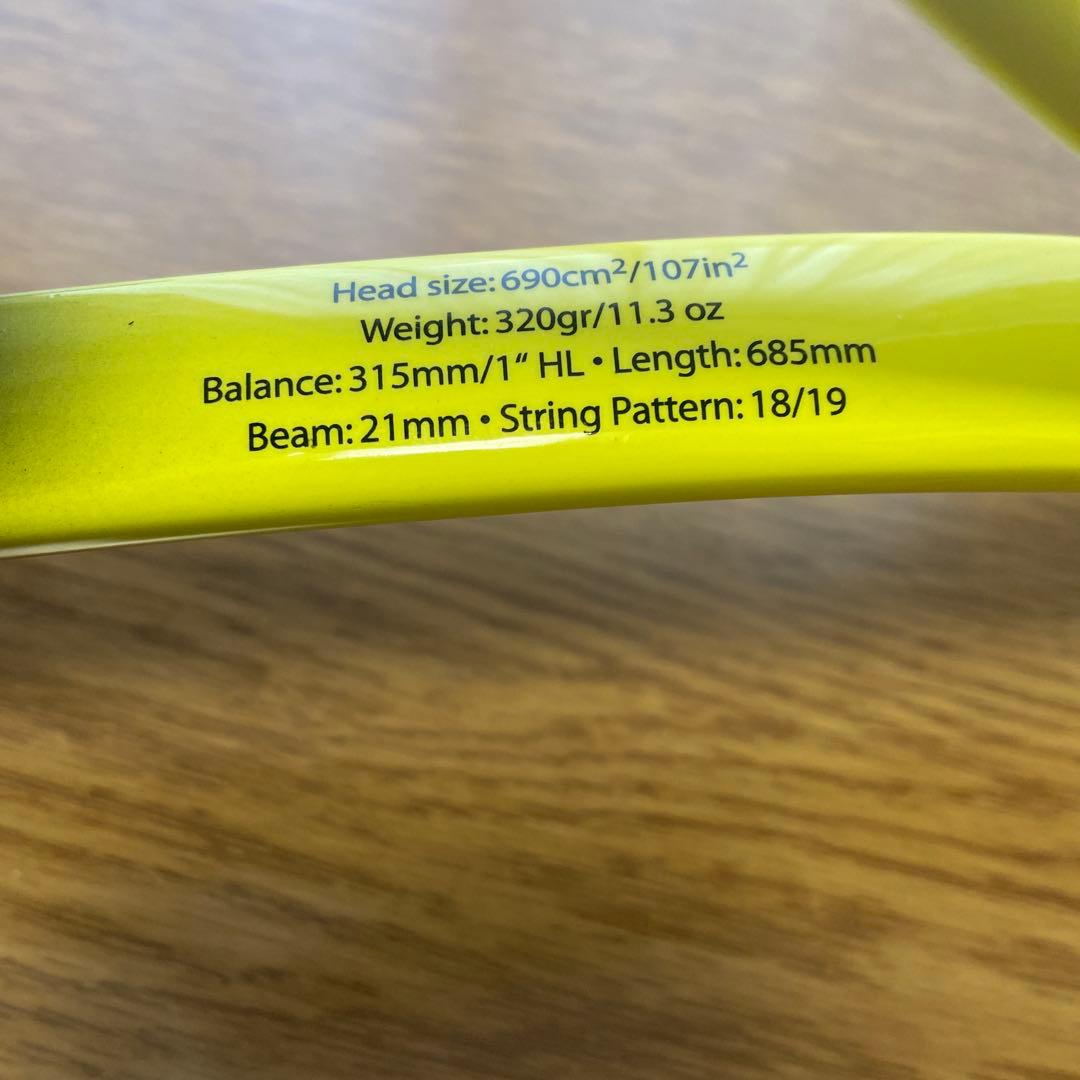 Head size: 690cm²/107in²
Weight: 320gr/11.3 oz
Balance: 315mm/1“ HL • Length: 685mm
Beam: 21mm • String Pattern: 18/19